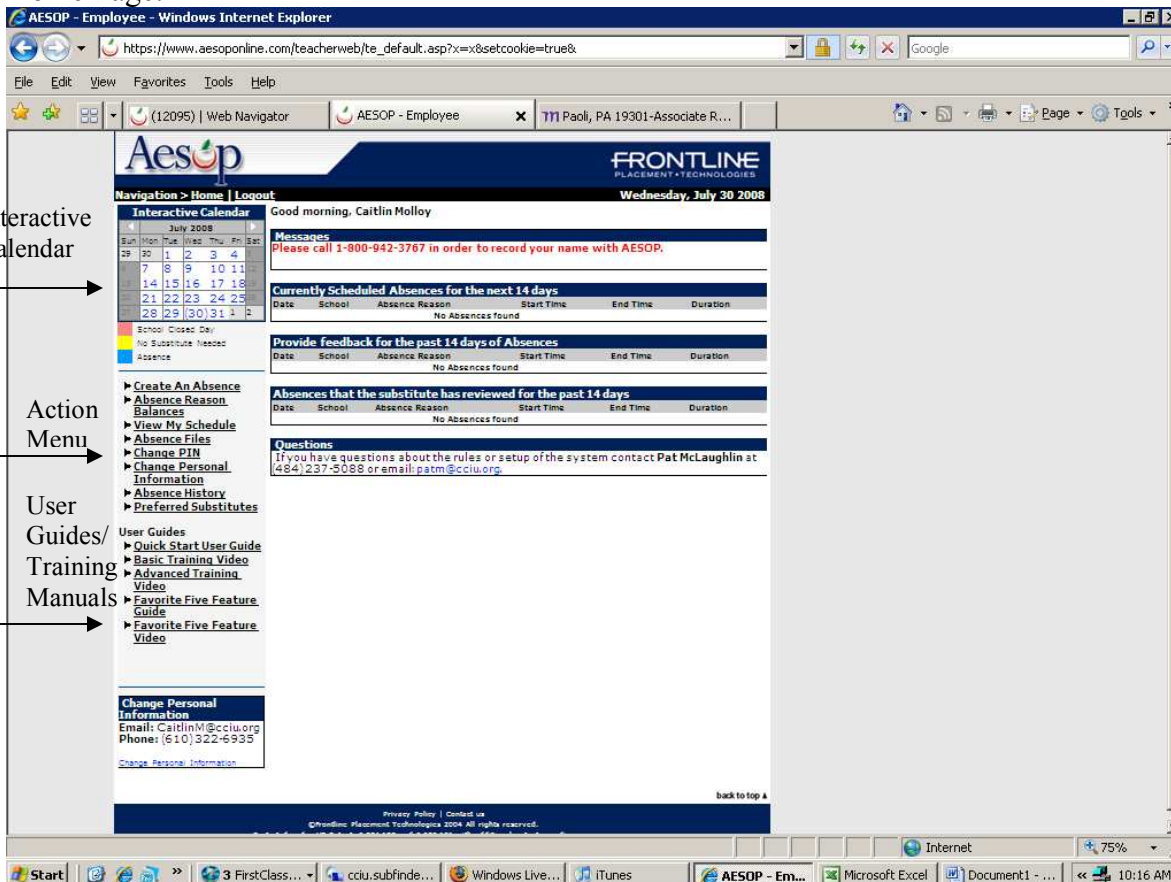 AESOP - Employee - Windows Internet Explorer
https://www.aesoponline.com/teacherweb/te_default.asp?x=x&setcookie=true&
Google
File Edit View Favorites Tools Help
(12095) | Web Navigator
AESOP - Employee
Paoli, PA 19301-Associate R...
Page
Tools
Aesop
FRONTLINE
PLACEMENT TECHNOLOGIES
Navigation > Home | Logout
Wednesday, July 30 2008
Interactive Calendar
July 2008
Sun Mon Tue Wed Thu Fri Sat
29 30 1 2 3 4
7 8 9 10 11
14 15 16 17 18
21 22 23 24 25
28 29 (30) 31 1 2
School Closed Day
No Substitute Needed
Absence
Create An Absence
Absence Reason
Balances
View My Schedule
Absence Files
Change PIN
Change Personal
Information
Absence History
Preferred Substitutes
User Guides
Quick Start User Guide
Basic Training Video
Advanced Training
Video
Favorite Five Feature
Guide
Favorite Five Feature
Video
Change Personal
Information
Email: CaitlinM@cciu.org
Phone: (610)322-6935
Change Personal Information
Good morning, Caitlin Molloy
Messages
Please call 1-800-942-3767 in order to record your name with AESOP.
Currently Scheduled Absences for the next 14 days
Date School Absence Reason Start Time End Time Duration
No Absences found
Provide feedback for the past 14 days of Absences
Date School Absence Reason Start Time End Time Duration
No Absences found
Absences that the substitute has reviewed for the past 14 days
Date School Absence Reason Start Time End Time Duration
No Absences found
Questions
If you have questions about the rules or setup of the system contact Pat McLaughlin at
(484)237-5088 or email: patm@cciu.org.
back to top
Privacy Policy | Contact us
©Frontline Placement Technologies 2004 All rights reserved.
Action
Menu
User
Guides/
Training
Manuals
Internet
75%
Start
3 FirstClass...
cciu.subfinde...
Windows Live...
iTunes
AESOP - Em...
Microsoft Excel
Document1 - ...
10:16 AM